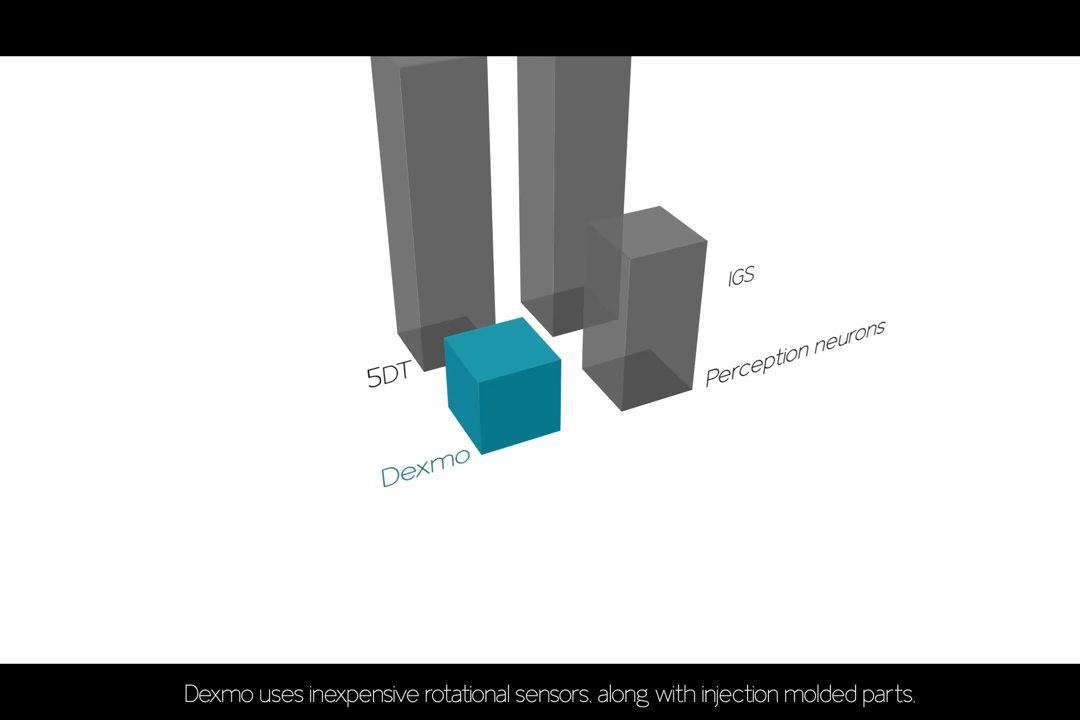 IGS
Perception neurons
5DT
Dexmo
Dexmo uses inexpensive rotational sensors, along with injection molded parts.